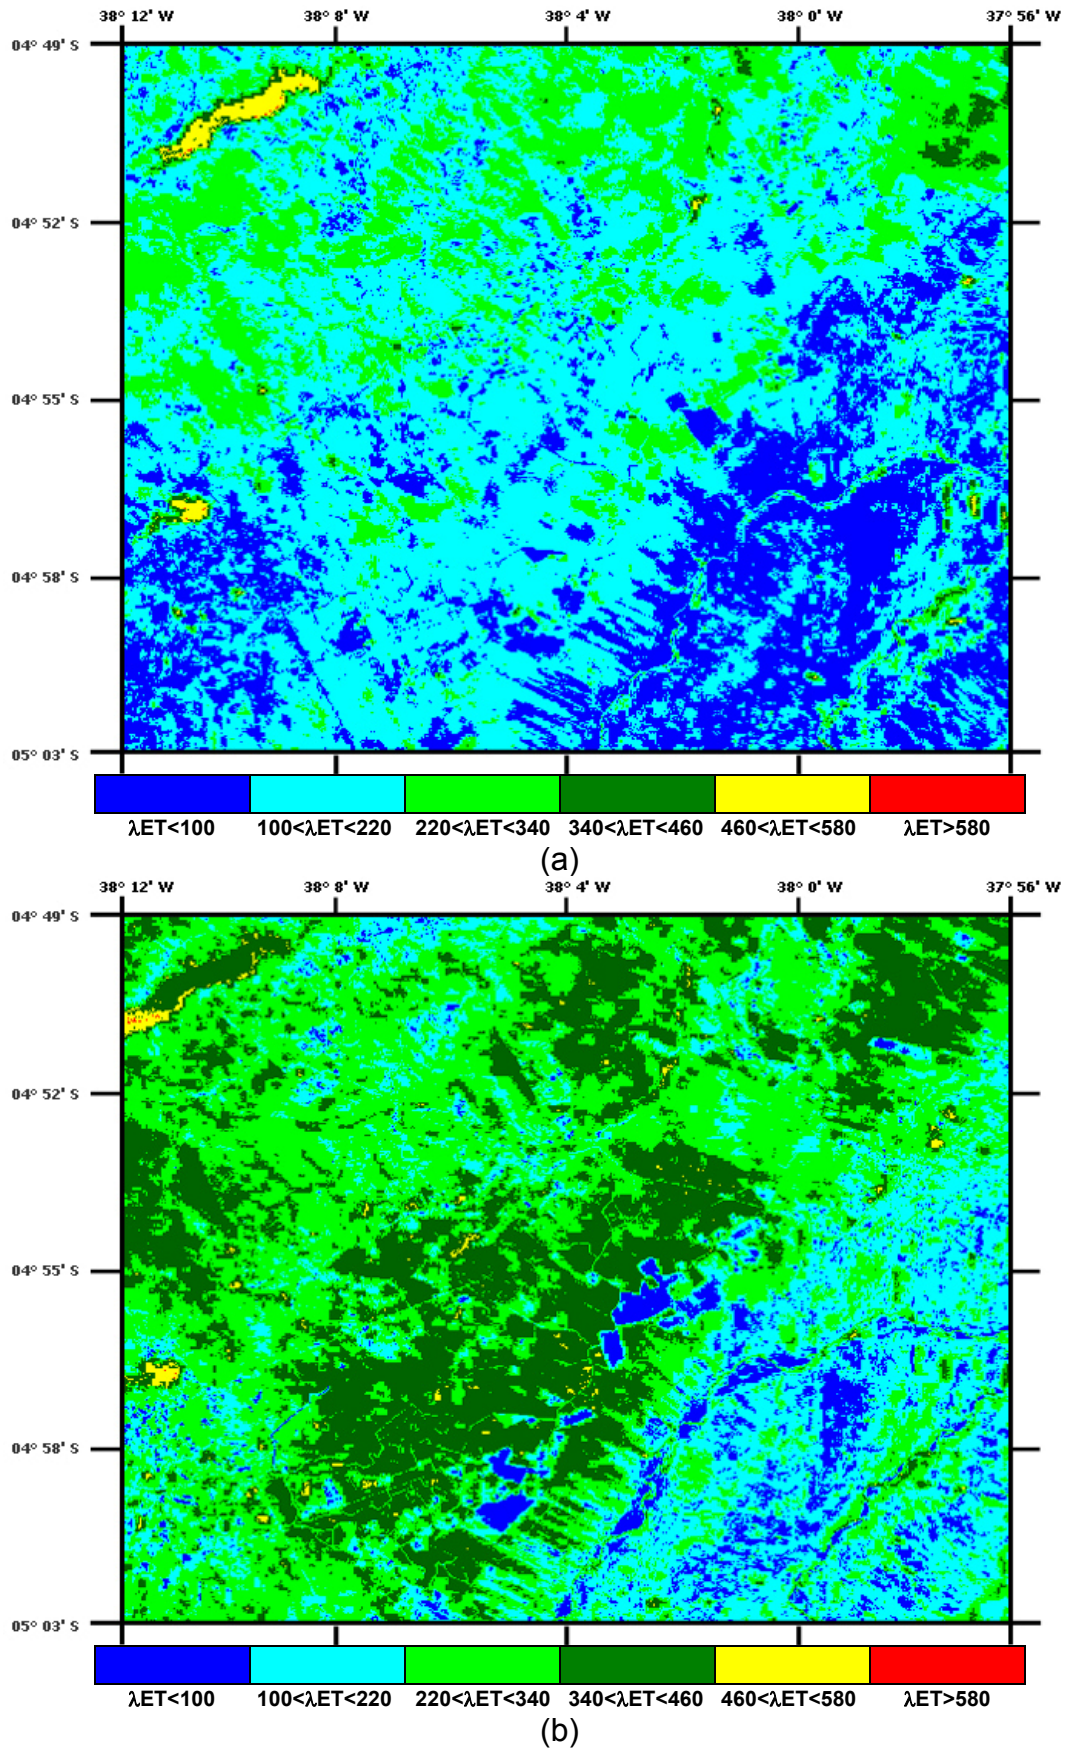 38° 12' W 38° 8' W 38° 4' W 38° 0' W 37° 56' W
04° 49' S
04° 52' S
04° 55' S
04° 58' S
05° 03' S
λET<100 100<λET<220 220<λET<340 340<λET<460 460<λET<580 λET>580
(a)
38° 12' W 38° 8' W 38° 4' W 38° 0' W 37° 56' W
04° 49' S
04° 52' S
04° 55' S
04° 58' S
05° 03' S
λET<100 100<λET<220 220<λET<340 340<λET<460 460<λET<580 λET>580
(b)